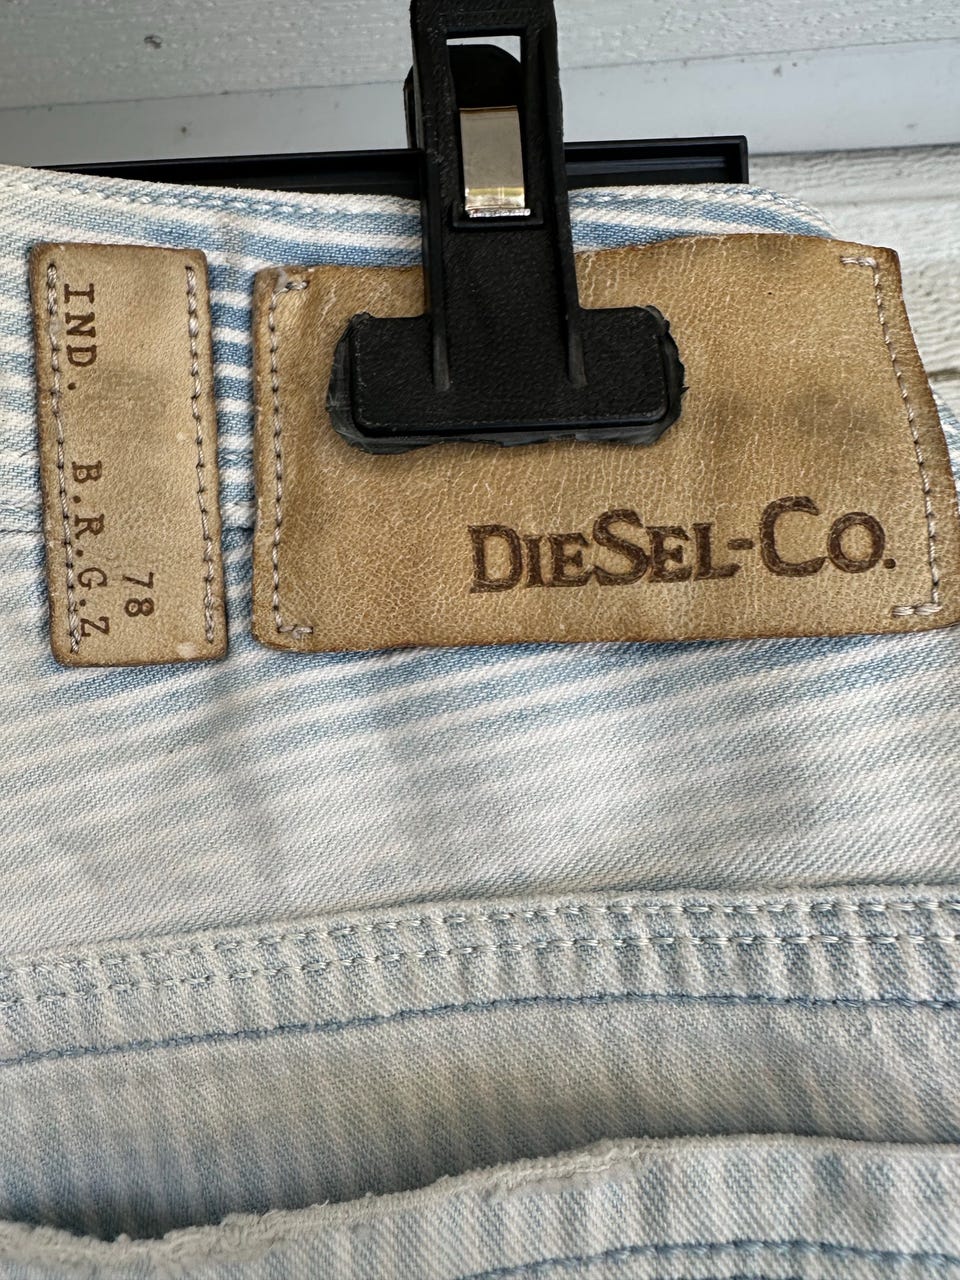 IND. B.R.G.Z
78
DIESEL-CO.